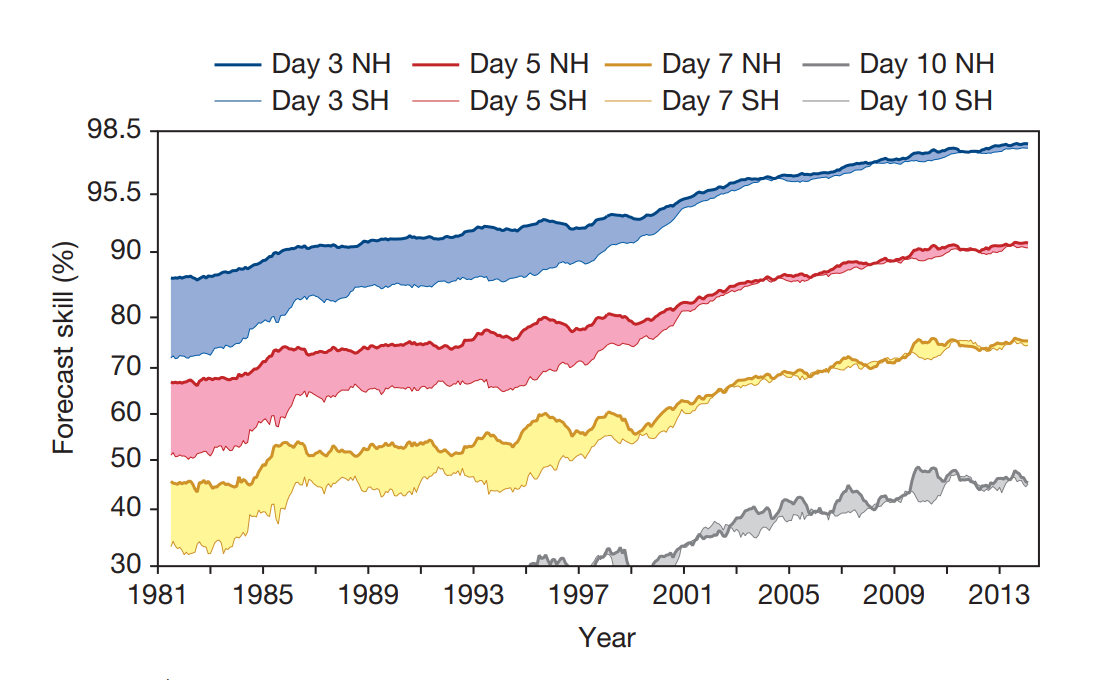 Day 3 NH Day 5 NH Day 7 NH Day 10 NH
Day 3 SH Day 5 SH Day 7 SH Day 10 SH
98.5
95.5
90
80
70
60
50
40
30
Forecast skill (%)
1981 1985 1989 1993 1997 2001 2005 2009 2013
Year